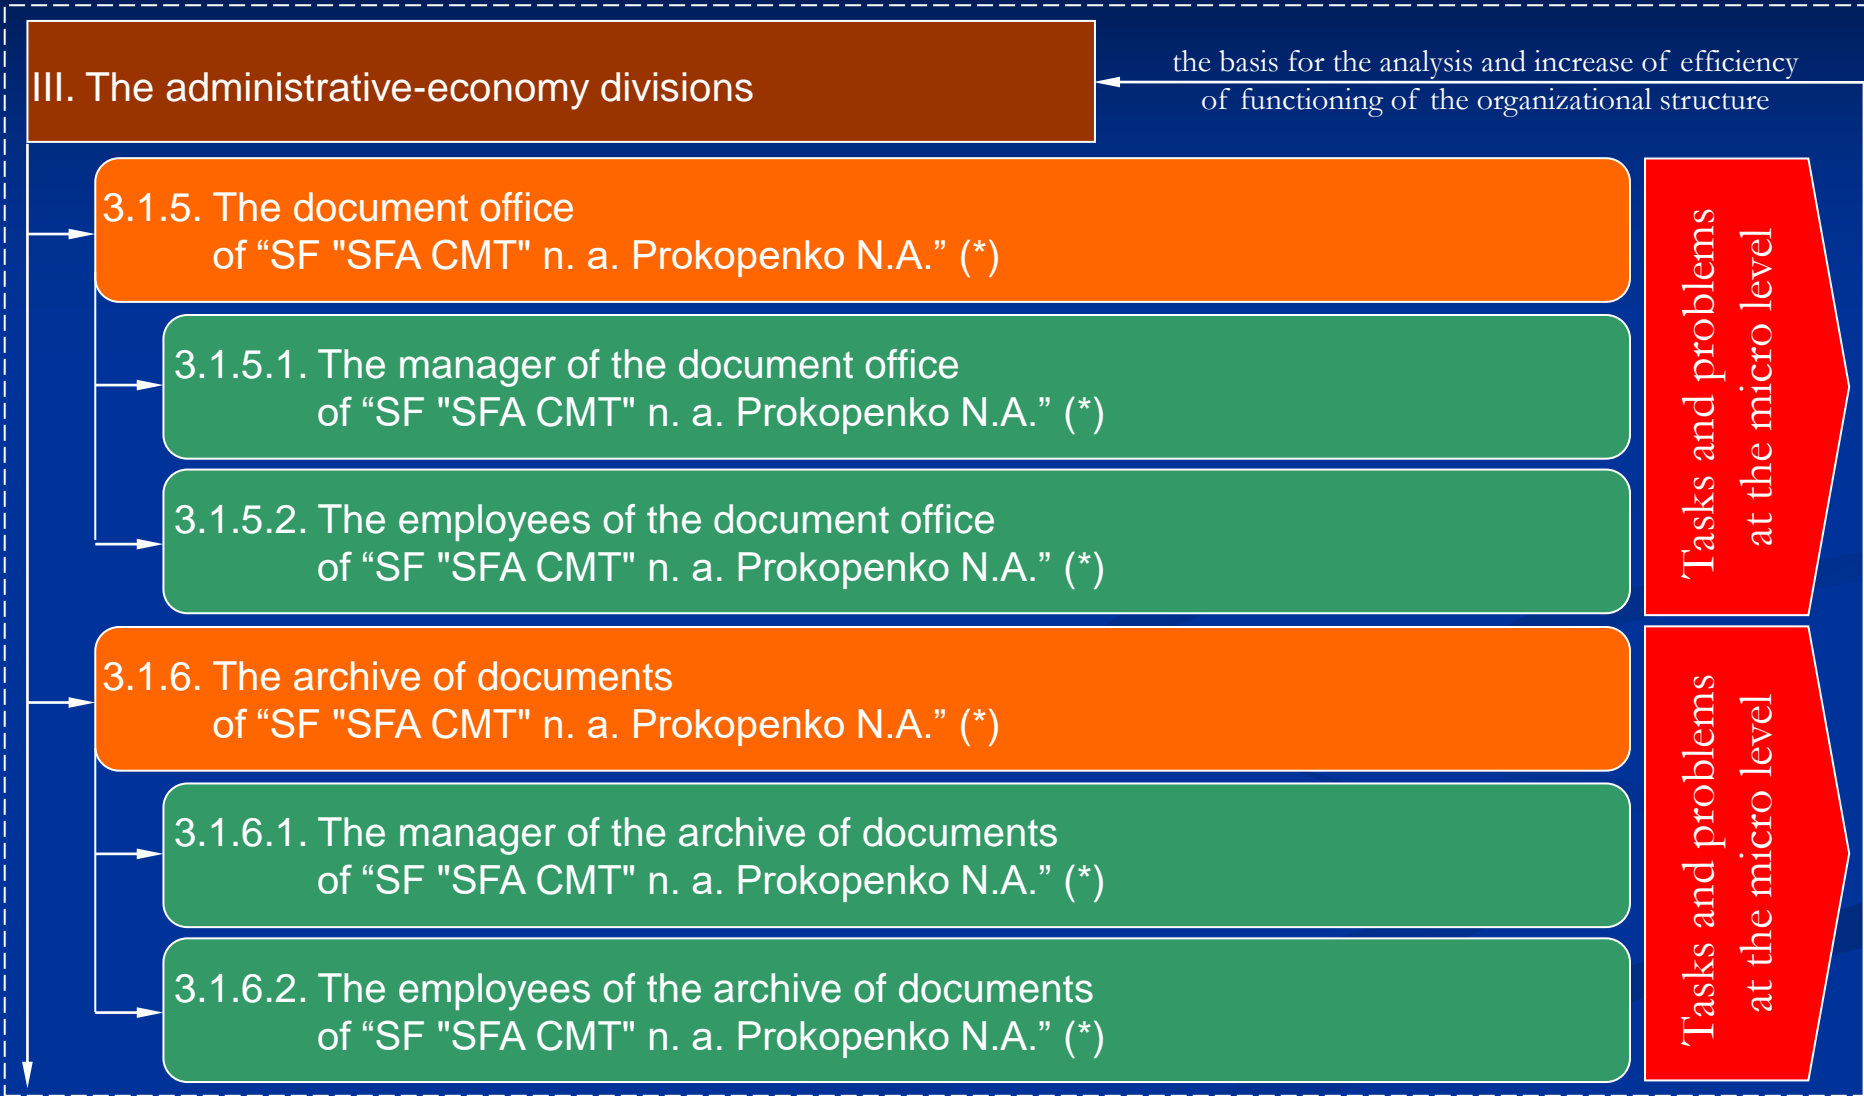 III. The administrative-economy divisions
the basis for the analysis and increase of efficiency
of functioning of the organizational structure
3.1.5. The document office
of “SF "SFA CMT" n. a. Prokopenko N.A.” (*)
3.1.5.1. The manager of the document office
of “SF "SFA CMT" n. a. Prokopenko N.A.” (*)
3.1.5.2. The employees of the document office
of “SF "SFA CMT" n. a. Prokopenko N.A.” (*)
Tasks and problems
at the micro level
3.1.6. The archive of documents
of “SF "SFA CMT" n. a. Prokopenko N.A.” (*)
3.1.6.1. The manager of the archive of documents
of “SF "SFA CMT" n. a. Prokopenko N.A.” (*)
3.1.6.2. The employees of the archive of documents
of “SF "SFA CMT" n. a. Prokopenko N.A.” (*)
Tasks and problems
at the micro level